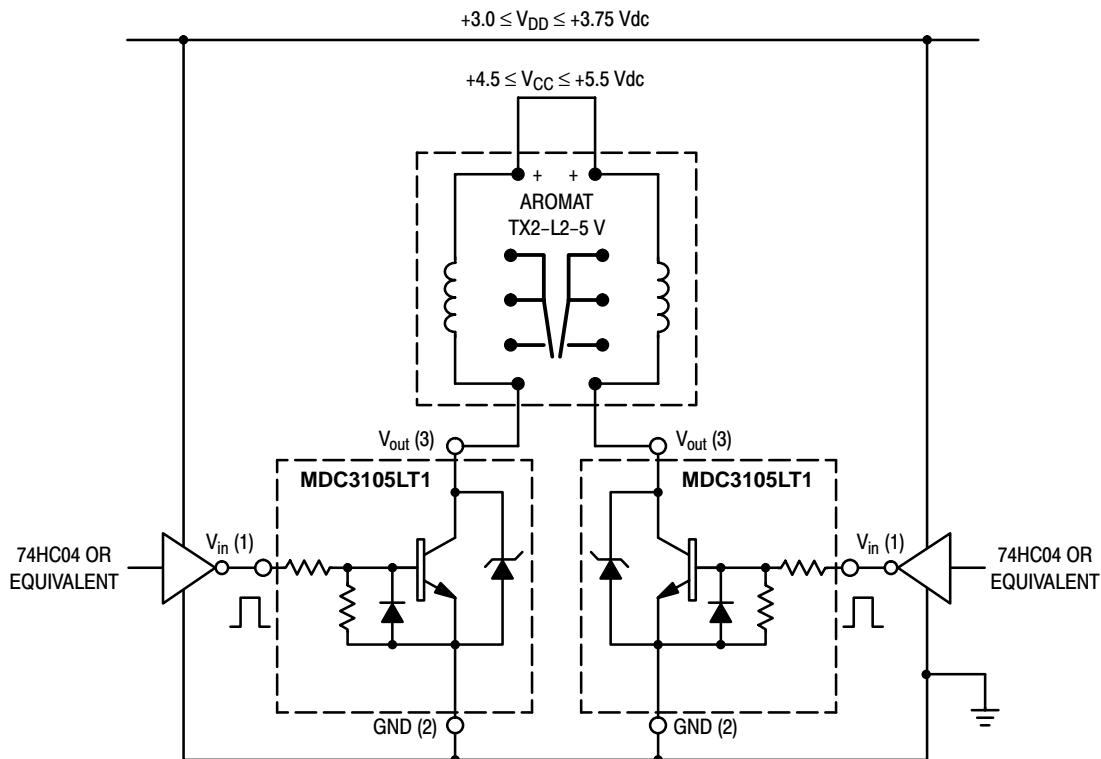 +3.0 ≤ VDD ≤ +3.75 Vdc
+4.5 ≤ VCC ≤ +5.5 Vdc
+ +
AROMAT
TX2–L2–5 V
Vout (3)
Vout (3)
MDC3105LT1
MDC3105LT1
74HC04 OR
EQUIVALENT
Vin (1)
Vin (1)
74HC04 OR
EQUIVALENT
GND (2)
GND (2)